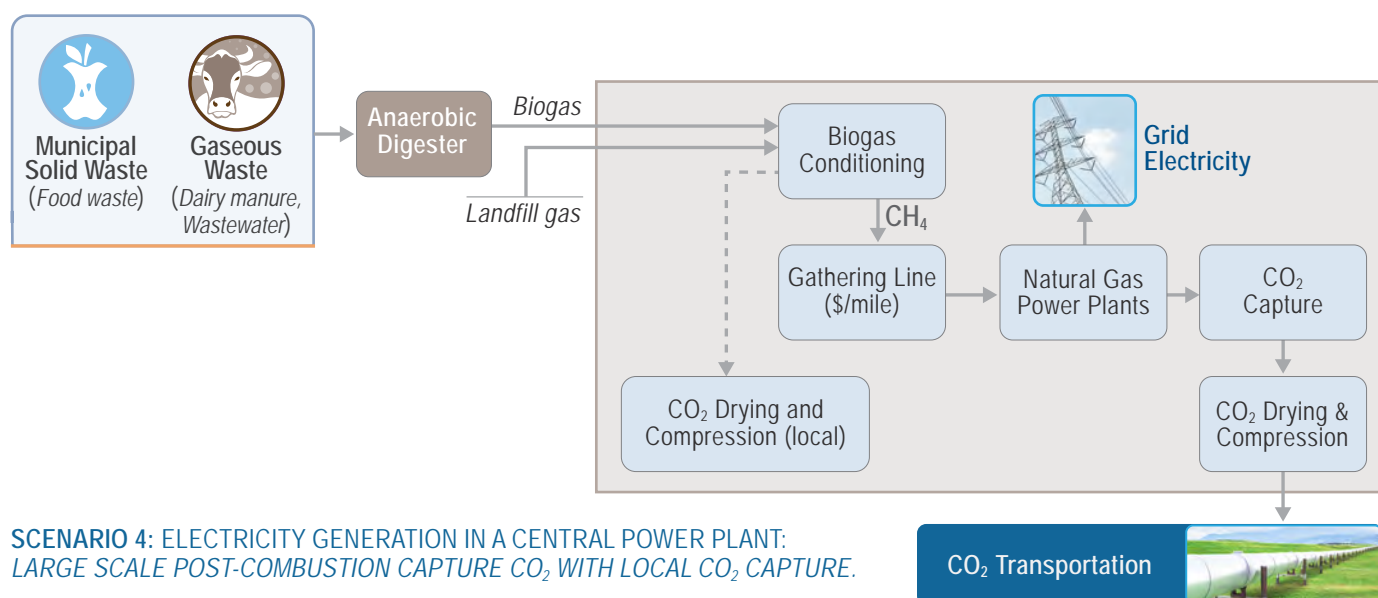 Municipal
Solid Waste
(Food waste)
Gaseous
Waste
(Dairy manure,
Wastewater)
Anaerobic
Digester
Biogas
Landfill gas
Biogas
Conditioning
CH₄
Grid
Electricity
Gathering Line
($/mile)
Natural Gas
Power Plants
CO₂
Capture
CO₂ Drying and
Compression (local)
CO₂ Drying &
Compression
SCENARIO 4: ELECTRICITY GENERATION IN A CENTRAL POWER PLANT:
LARGE SCALE POST-COMBUSTION CAPTURE CO₂ WITH LOCAL CO₂ CAPTURE.
CO₂ Transportation